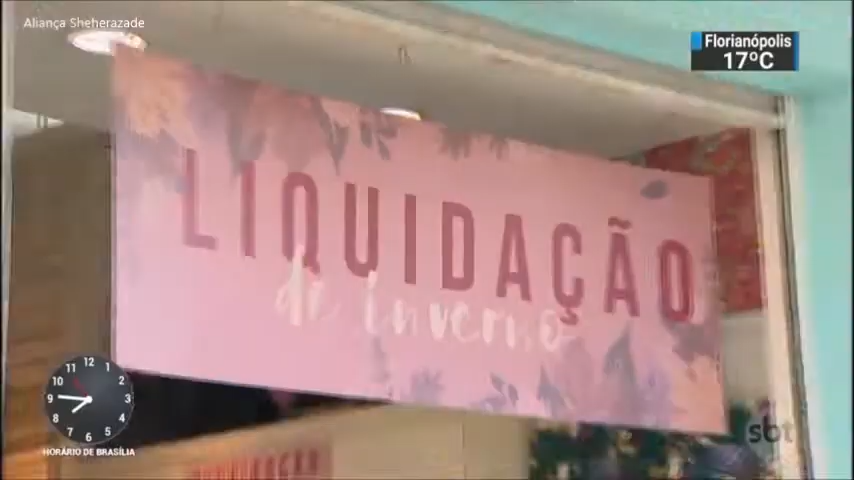 Aliança Sheherazade
Florianópolis
17ºC
LIQUIDAÇÃO
de inverno
12
11
1
10
2
9
3
8
4
7
5
6
HORÁRIO DE BRASÍLIA
sbt